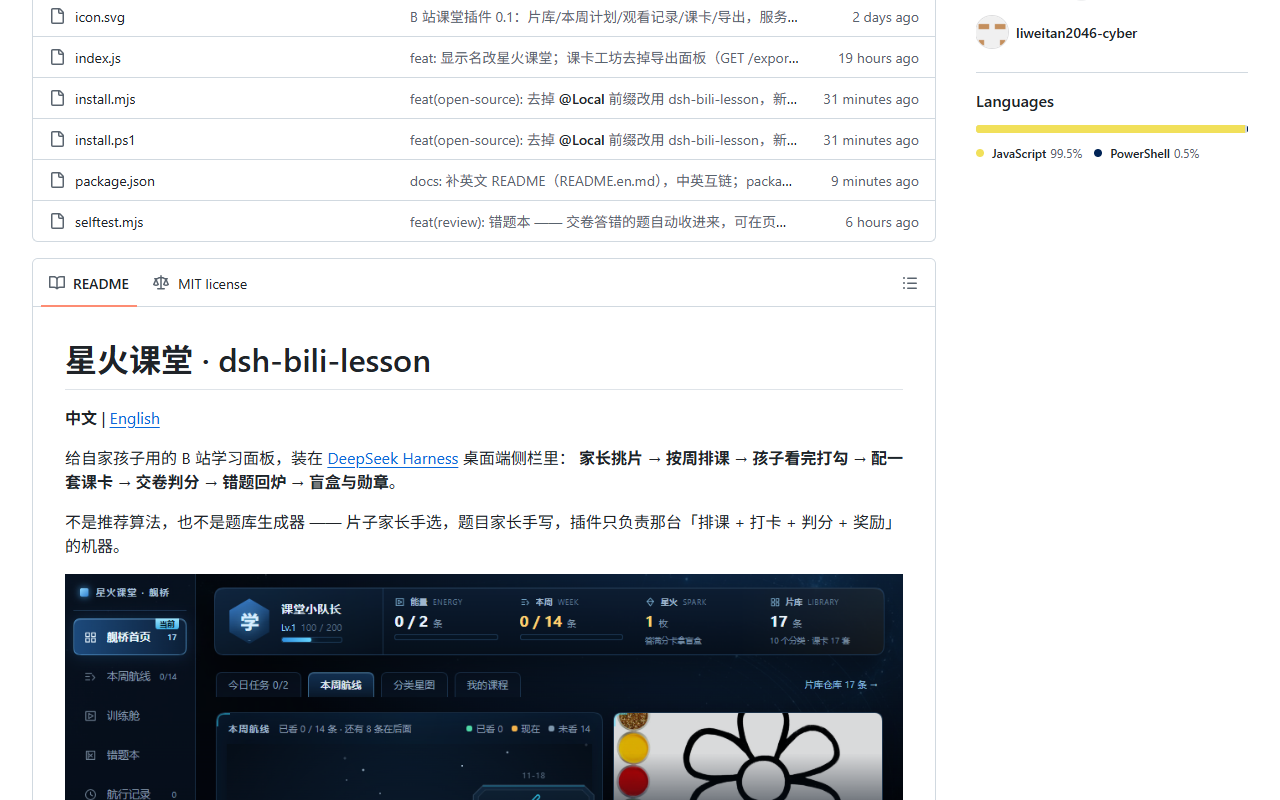 icon.svg B 站课堂插件 0.1：片库/本周计划/观看记录/课卡/导出，服务... 2 days ago
liweitan2046-cyber
index.js feat: 显示名改星火课堂；课卡工坊去掉导出面板（GET /expor... 19 hours ago
Languages
install.mjs feat(open-source): 去掉 @Local 前缀改用 dsh-bili-lesson，新... 31 minutes ago
install.ps1 feat(open-source): 去掉 @Local 前缀改用 dsh-bili-lesson，新... 31 minutes ago
JavaScript 99.5% PowerShell 0.5%
package.json docs: 补英文 README（README.en.md），中英互链；packa... 9 minutes ago
selftest.mjs feat(review): 错题本 —— 交卷答错的题自动收进来，可在页... 6 hours ago
README MIT license
星火课堂 · dsh-bili-lesson
中文 | English
给自家孩子用的 B 站学习面板，装在 DeepSeek Harness 桌面端侧栏里： 家长挑片 → 按周排课 → 孩子看完打勾 → 配一
套课卡 → 交卷判分 → 错题回炉 → 盲盒与勋章。
不是推荐算法，也不是题库生成器 —— 片子家长手选，题目家长手写，插件只负责那台「排课 + 打卡 + 判分 + 奖励」
的机器。
星火课堂 · 舰桥
学 课堂小队长
Lv.1 100 / 200
能量 ENERGY
0 / 2 条
本周 WEEK
0 / 14 条
星火 SPARK
1 枚
答满分卡拿盲盒
片库 LIBRARY
17 条
10 个分类 · 课卡 17 套
当前
舰桥首页 17
本周航线 0/14
训练舱
错题本
航行记录 0
今日任务 0/2 本周航线 分类星图 我的课程 片库仓库 17 条 →
本周航线 已看 0 / 14 条 · 还有 8 条在后面 已看 0 现在 未看 14
11-18